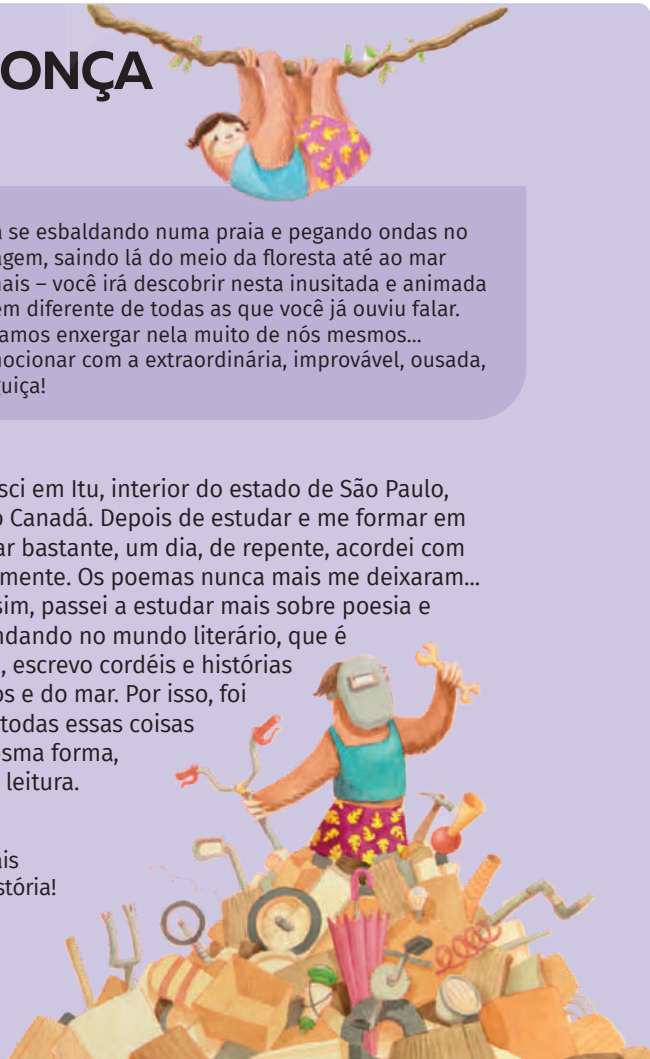 ONÇA
se esbaldando numa praia e pegando ondas no
agem, saindo lá do meio da floresta até ao mar
ais – você irá descobrir nesta inusitada e animada
em diferente de todas as que você já ouviu falar.
amos enxergar nela muito de nós mesmos...
mocionar com a extraordinária, improvável, ousada,
guiça!
sci em Itu, interior do estado de São Paulo,
o Canadá. Depois de estudar e me formar em
ar bastante, um dia, de repente, acordei com
mente. Os poemas nunca mais me deixaram...
sim, passei a estudar mais sobre poesia e
ndando no mundo literário, que é
, escrevo cordéis e histórias
os e do mar. Por isso, foi
todas essas coisas
esma forma,
leitura.
ais
stória!